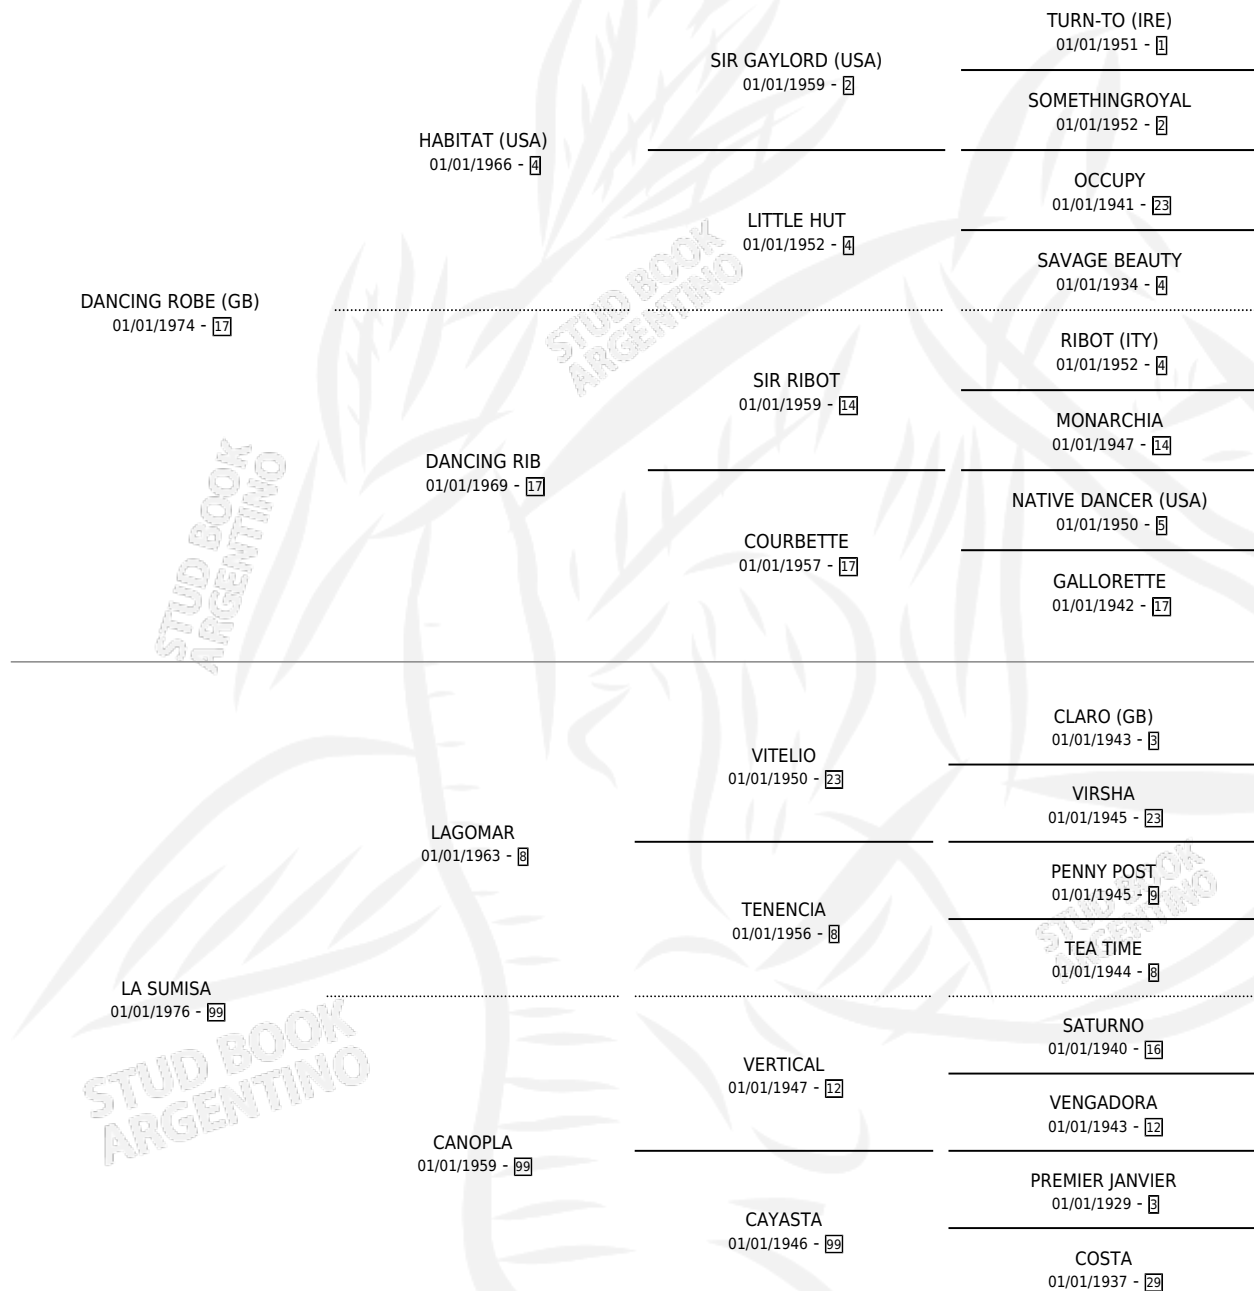 TURN-TO (IRE)
01/01/1951 - 1
SIR GAYLORD (USA)
01/01/1959 - 2
SOMETHINGROYAL
01/01/1952 - 2
HABITAT (USA)
01/01/1966 - 4
OCCUPY
01/01/1941 - 23
LITTLE HUT
01/01/1952 - 4
SAVAGE BEAUTY
01/01/1934 - 4
DANCING ROBE (GB)
01/01/1974 - 17
RIBOT (ITY)
01/01/1952 - 4
SIR RIBOT
01/01/1959 - 14
MONARCHIA
01/01/1947 - 14
DANCING RIB
01/01/1969 - 17
NATIVE DANCER (USA)
01/01/1950 - 5
COURBETTE
01/01/1957 - 17
GALLORETTE
01/01/1942 - 17
CLARO (GB)
01/01/1943 - 3
VITELIO
01/01/1950 - 23
VIRSHA
01/01/1945 - 23
LAGOMAR
01/01/1963 - 8
PENNY POST
01/01/1945 - 9
TENENCIA
01/01/1956 - 8
TEA TIME
01/01/1944 - 8
LA SUMISA
01/01/1976 - 99
SATURNO
01/01/1940 - 16
VERTICAL
01/01/1947 - 12
VENGADORA
01/01/1943 - 12
CANOPLA
01/01/1959 - 99
PREMIER JANVIER
01/01/1929 - 3
CAYASTA
01/01/1946 - 99
COSTA
01/01/1937 - 29
STUD BOOK
ARGENTINO
STUD BOOK
ARGENTINO
STUD BOOK
ARGENTINO
STUD BOOK
ARGENTINO